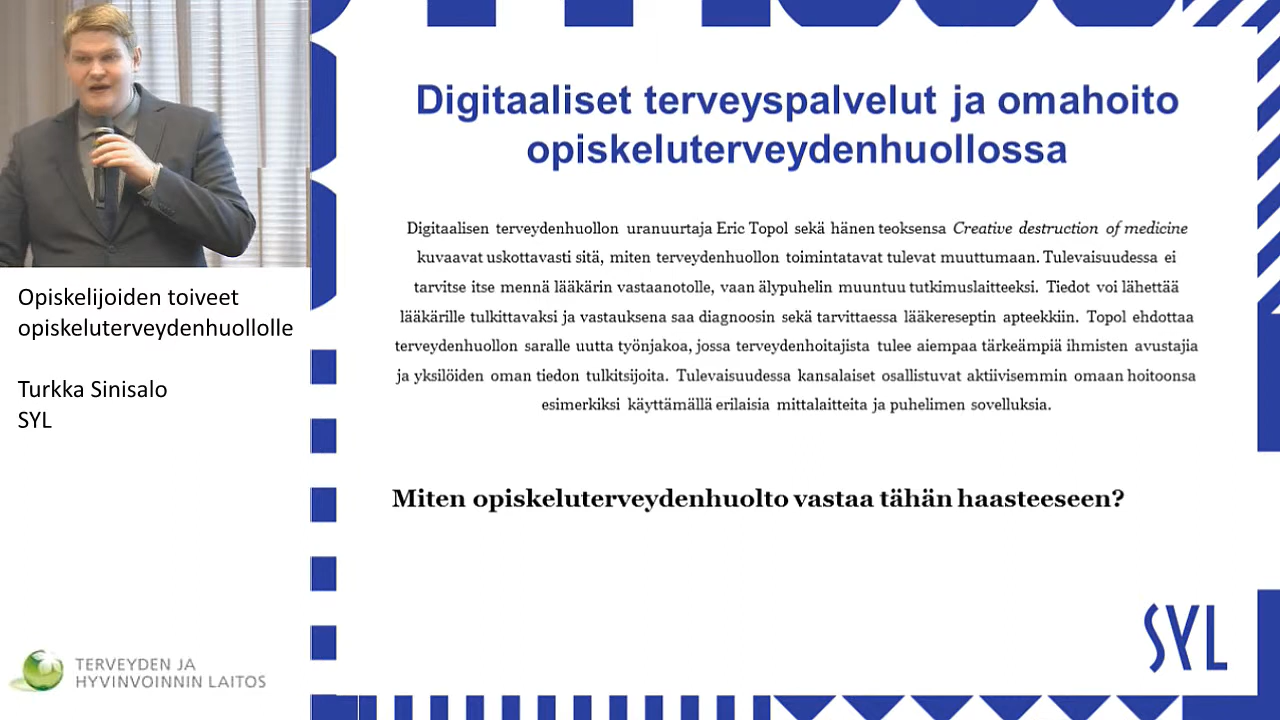 Digitaaliset terveyspalvelut ja omahoito
opiskeluterveydenhuollossa
Digitaalisen terveydenhuollon uranuurtaja Eric Topol sekä hänen teoksensa Creative destruction of medicine
kuvaavat uskottavasti sitä, miten terveydenhuollon toimintatavat tulevat muuttumaan. Tulevaisuudessa ei
tarvitse itse mennä lääkärin vastaanotolle, vaan älypuhelin muuntuu tutkimuslaitteeksi. Tiedot voi lähettää
lääkärille tulkittavaksi ja vastauksena saa diagnoosin sekä tarvittaessa lääkereseptin apteekkiin. Topol ehdottaa
terveydenhuollon saralle uutta työnjakoa, jossa terveydenhoitajista tulee aiempaa tärkeämpiä ihmisten avustajia
ja yksilöiden oman tiedon tulkitsijoita. Tulevaisuudessa kansalaiset osallistuvat aktiivisemmin omaan hoitoonsa
esimerkiksi käyttämällä erilaisia mittalaitteita ja puhelimen sovelluksia.
Miten opiskeluterveydenhuolto vastaa tähän haasteeseen?
SYL
Opiskelijoiden toiveet
opiskeluterveydenhuollolle
Turkka Sinisalo
SYL
TERVEYDEN JA
HYVINVOINNIN LAITOS